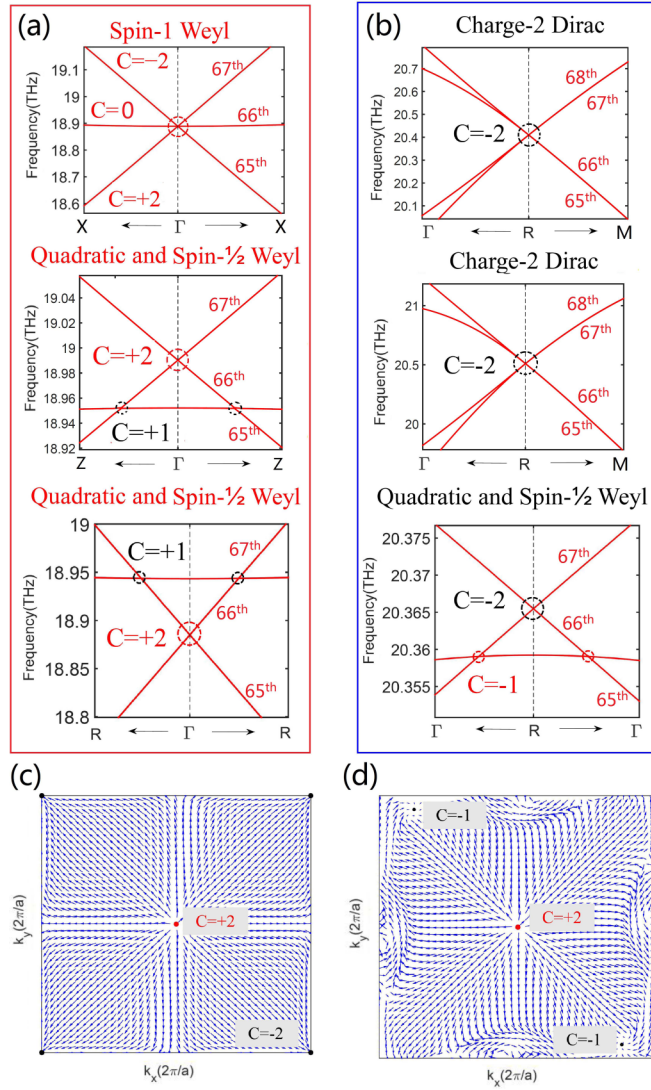 (a)
Spin-1 Weyl
C=−2
67th
19.1
19
C=0
66th
18.9
18.8
65th
18.7
C=+2
18.6
Frequency(THz)
X ← Γ → X
Quadratic and Spin-½ Weyl
19.04
67th
19.02
19
C=+2
18.98
66th
18.96
18.94
C=+1
65th
18.92
Frequency(THz)
Z ← Γ → Z
Quadratic and Spin-½ Weyl
19
C=+1
67th
18.95
66th
18.9
C=+2
18.85
65th
18.8
Frequency(THz)
R ← Γ → R
(b)
Charge-2 Dirac
20.7
68th
20.6
67th
20.5
C=-2
20.4
20.3
66th
20.2
65th
20.1
Frequency(THz)
Γ ← R → M
Charge-2 Dirac
21
68th
67th
20.5
C=-2
66th
20
65th
Frequency(THz)
Γ ← R → M
Quadratic and Spin-½ Weyl
20.375
67th
20.37
C=-2
20.365
66th
20.36
C=-1
20.355
65th
Frequency(THz)
Γ ← R → Γ
(c)
C=+2
C=-2
ky(2π/a)
kx(2π/a)
(d)
C=-1
C=+2
C=-1
ky(2π/a)
kx(2π/a)